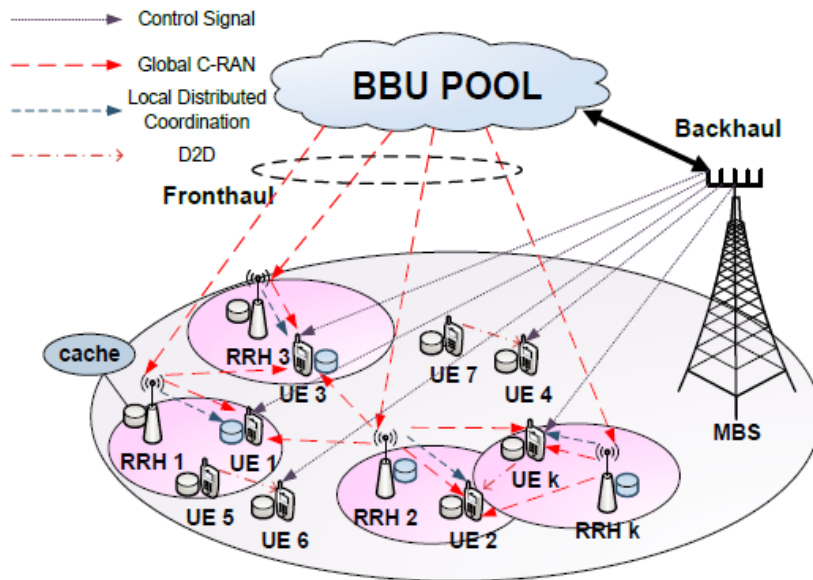 Control Signal
Global C-RAN
Local Distributed
Coordination
D2D
BBU POOL
Backhaul
Fronthaul
cache
RRH 3
UE 3
UE 7
UE 4
MBS
RRH 1
UE 1
UE 5
UE 6
RRH 2
UE 2
UE k
RRH k